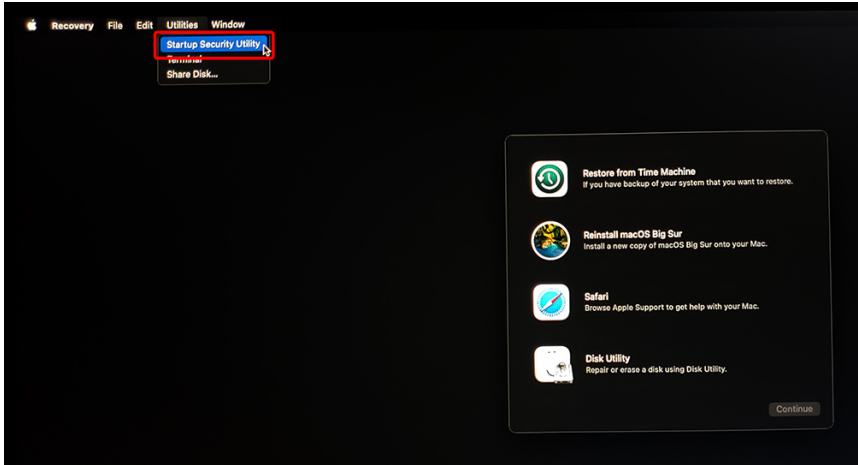 Recovery File Edit Utilities Window
Startup Security Utility
Terminal
Share Disk...
Restore from Time Machine
If you have backup of your system that you want to restore.
Reinstall macOS Big Sur
Install a new copy of macOS Big Sur onto your Mac.
Safari
Browse Apple Support to get help with your Mac.
Disk Utility
Repair or erase a disk using Disk Utility.
Continue